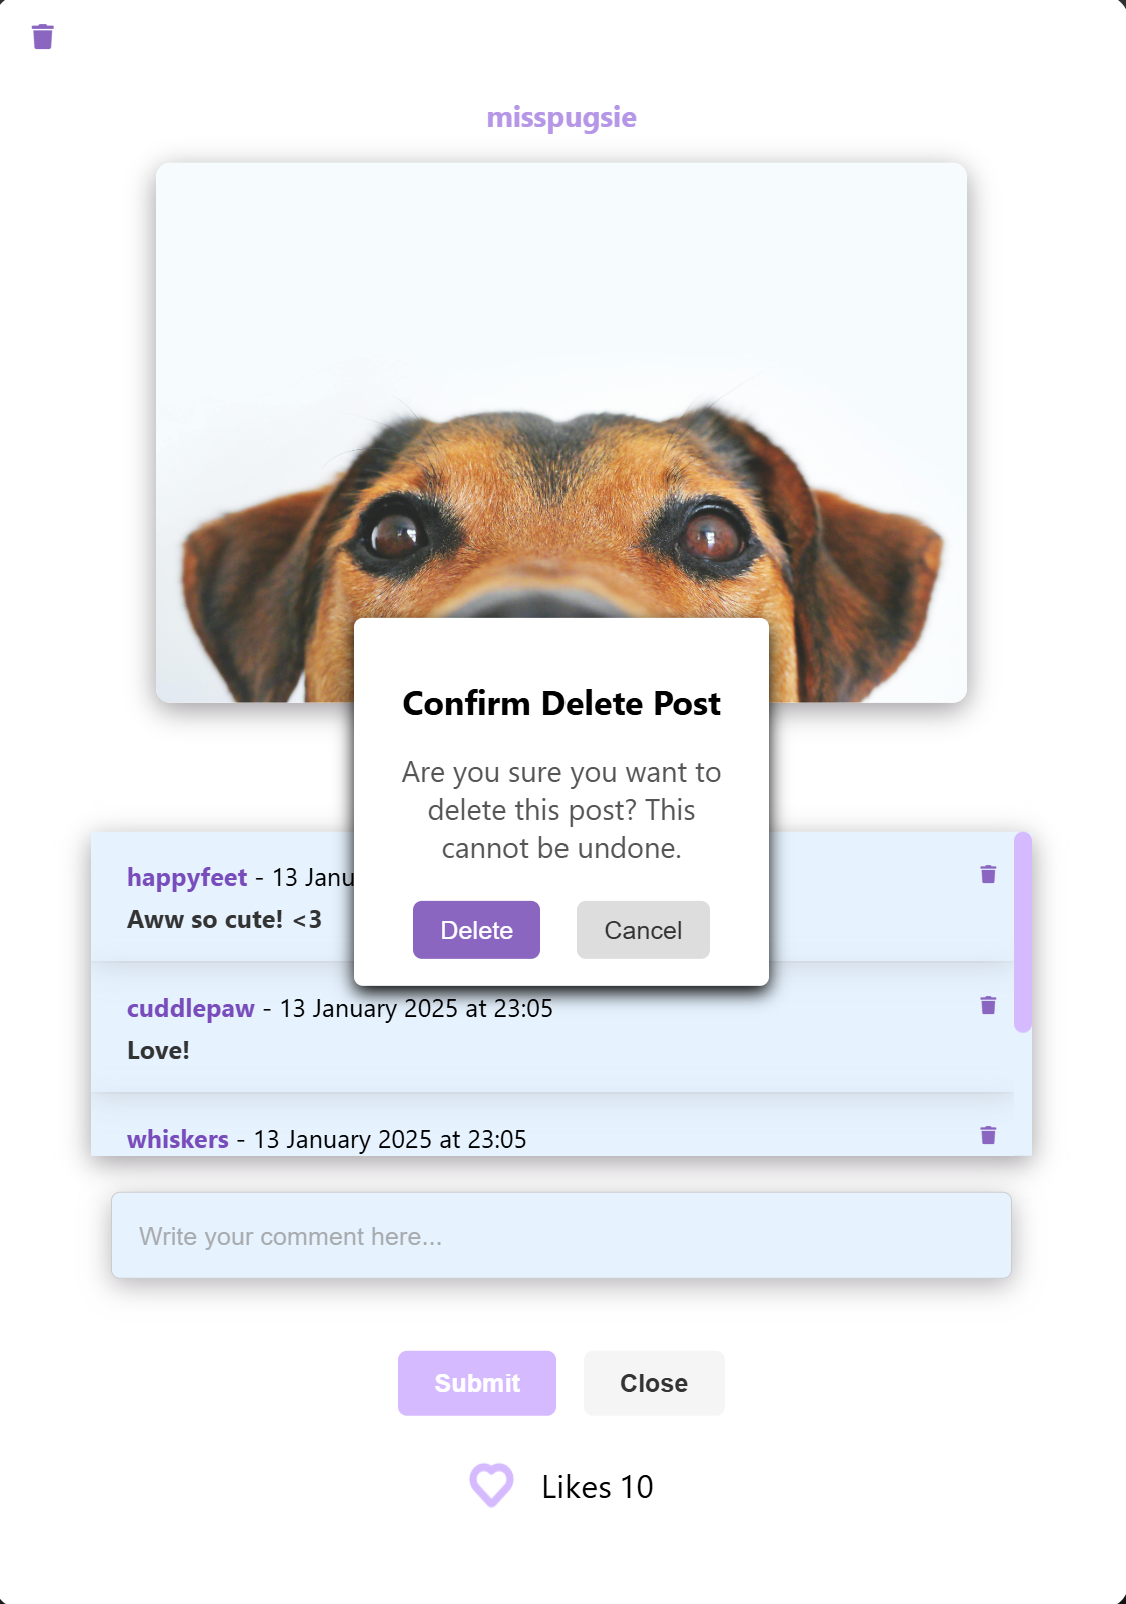 misspugsie
Confirm Delete Post
Are you sure you want to
delete this post? This
cannot be undone.
Delete Cancel
happyfeet - 13 Janu
Aww so cute! <3
cuddlepaw - 13 January 2025 at 23:05
Love!
whiskers - 13 January 2025 at 23:05
Write your comment here...
Submit Close
Likes 10